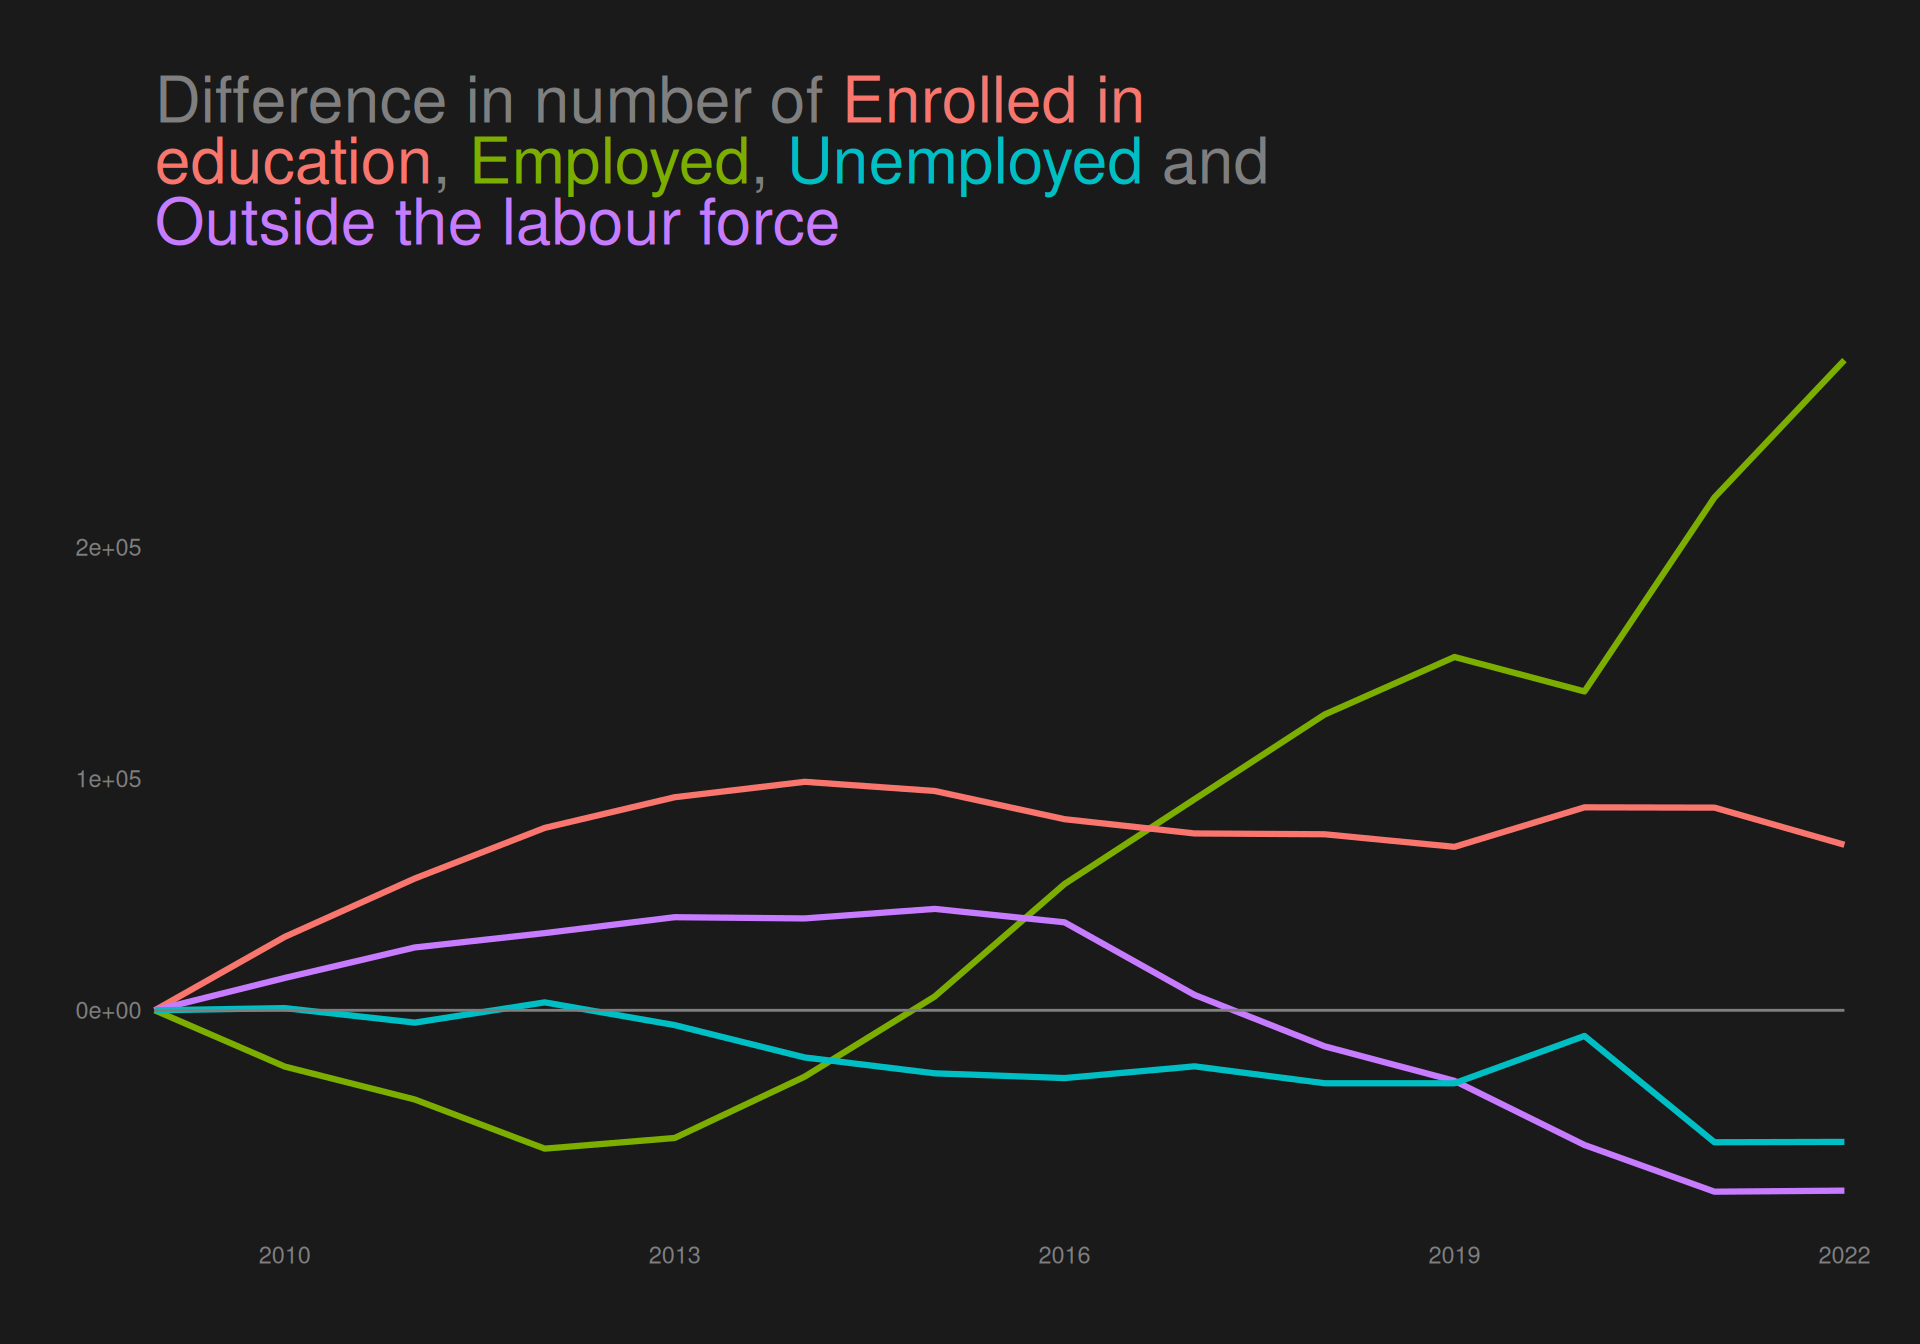 Difference in number of Enrolled in
education, Employed, Unemployed and
Outside the labour force
2e+05
1e+05
0e+00
2010 2013 2016 2019 2022